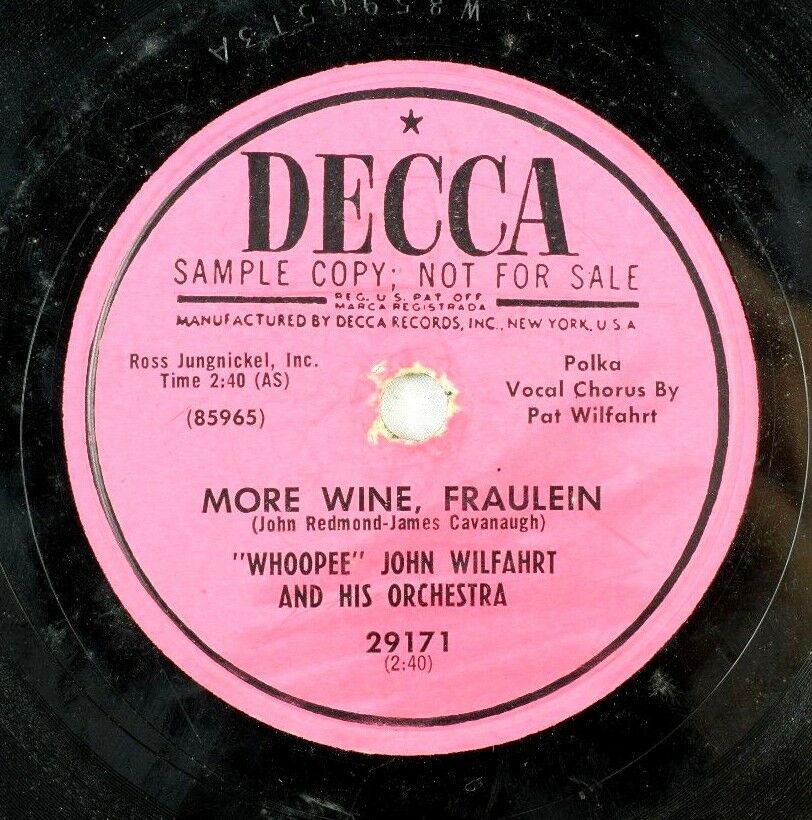 W85965T3A
DECCA
SAMPLE COPY; NOT FOR SALE
REG. U.S. PAT. OFF.
MARCA REGISTRADA
MANUFACTURED BY DECCA RECORDS, INC., NEW YORK, U.S.A
Ross Jungnickel, Inc.
Time 2:40 (AS)
(85965)
Polka
Vocal Chorus By
Pat Wilfahrt
MORE WINE, FRAULEIN
(John Redmond-James Cavanaugh)
"WHOOPEE" JOHN WILFAHRT
AND HIS ORCHESTRA
29171
(2:40)